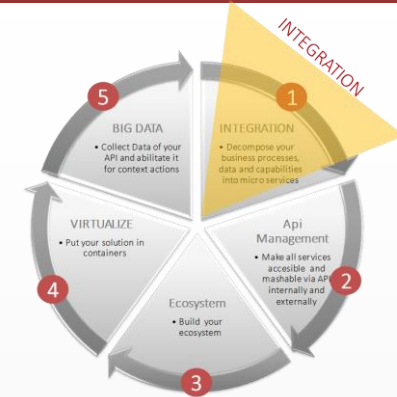 INTEGRATION
1
INTEGRATION
• Decompose your
business processes,
data and capabilities
into micro services
2
Api
Management
• Make all services
accesible and
mashable via API
internally and
externally
3
Ecosystem
• Build your
ecosystem
4
VIRTUALIZE
• Put your solution in
containers
5
BIG DATA
• Collect Data of your
API and abilitate it
for context actions